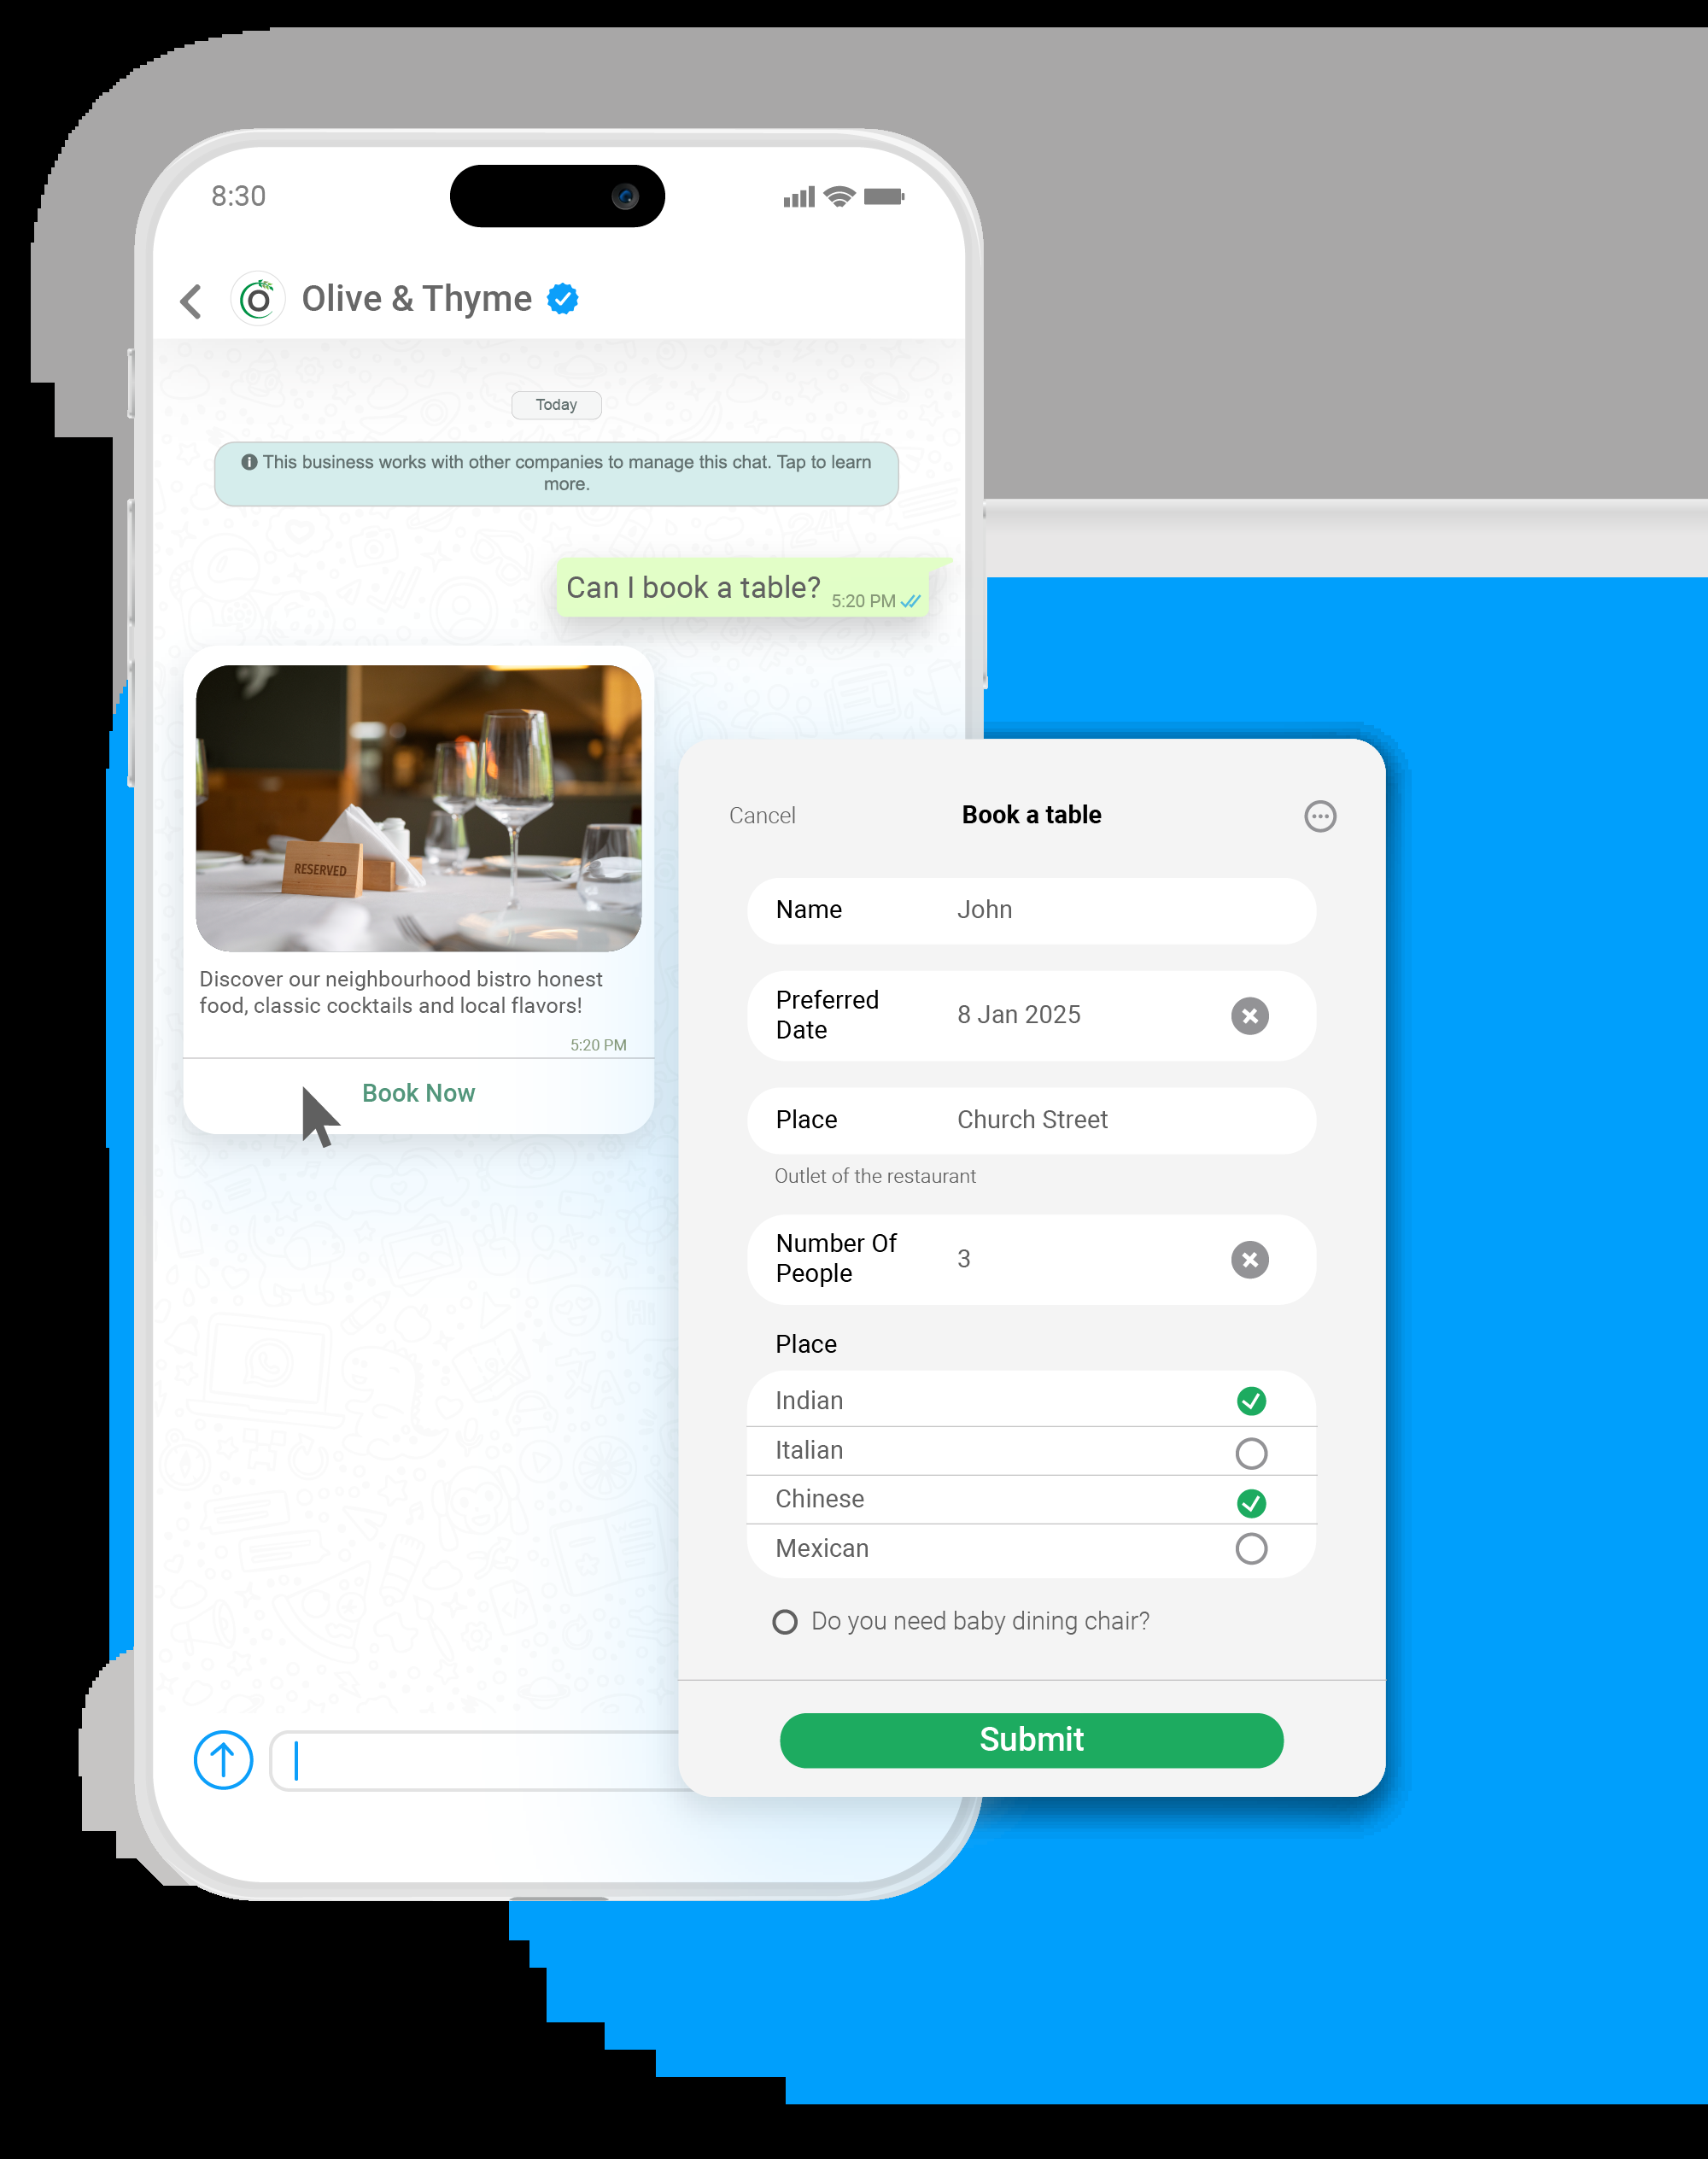 8:30
Olive & Thyme
Today
This business works with other companies to manage this chat. Tap to learn
more.
Can I book a table?
5:20 PM
RESERVED
Discover our neighbourhood bistro honest
food, classic cocktails and local flavors!
5:20 PM
Book Now
Cancel
Book a table
Name
John
Preferred
Date
8 Jan 2025
Place
Church Street
Outlet of the restaurant
Number Of
People
3
Place
Indian
Italian
Chinese
Mexican
Do you need baby dining chair?
Submit